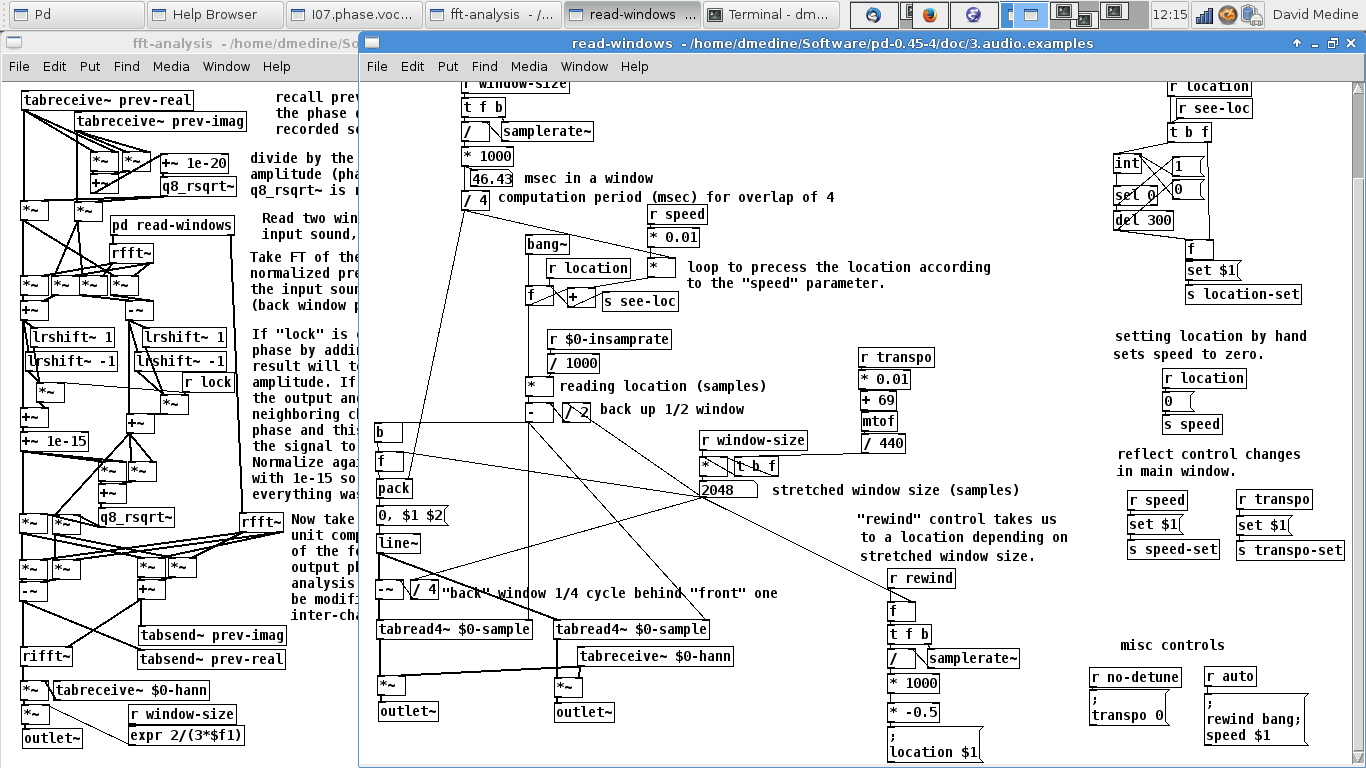 Pd
Help Browser
I07.phase.voc...
fft-analysis - /...
read-windows ...
Terminal - dm...
12:15
David Medine
fft-analysis - /home/dmedine/So
File Edit Put Find Media Window Help
tabreceive~ prev-real
tabreceive~ prev-imag
recall prev
the phase o
recorded so
*~
*~
+~ 1e-20
+~
q8_rsqrt~
divide by the
amplitude (pha
q8_rsqrt~ is n
*~
*~
pd read-windows
Read two win
input sound,
rfft~
*~
*~
*~
*~
Take FT of the
normalized pre
the input soun
(back window p
+~
-~
lrshift~ 1
lrshift~ 1
lrshift~ -1
lrshift~ -1
r lock
*~
*~
+~
+~
+~ 1e-15
If "lock" is o
phase by addin
result will te
amplitude. If
the output and
neighboring ch
phase and this
the signal to
Normalize agai
with 1e-15 so
everything was
*~
*~
+~
q8_rsqrt~
*~
*~
rfft~
*~
*~
*~
*~
-~
+~
Now take
unit comp
of the fo
output ph
analysis
be modifi
inter-cha
tabsend~ prev-imag
tabsend~ prev-real
rifft~
*~
tabreceive~ $0-hann
*~
r window-size
expr 2/(3*$f1)
outlet~
read-windows - /home/dmedine/Software/pd-0.45-4/doc/3.audio.examples
File Edit Put Find Media Window Help
r window-size
t f b
/
samplerate~
* 1000
46.43
msec in a window
/ 4
computation period (msec) for overlap of 4
r speed
* 0.01
bang~
r location
*
loop to precess the location according
to the "speed" parameter.
f
+
s see-loc
r $0-insamprate
/ 1000
*
reading location (samples)
-
/ 2
back up 1/2 window
r transpo
* 0.01
+ 69
mtof
/ 440
b
f
pack
0, $1 $2
line~
r window-size
*
t b f
2048
stretched window size (samples)
-~
/ 4
"back" window 1/4 cycle behind "front" one
tabread4~ $0-sample
tabread4~ $0-sample
tabreceive~ $0-hann
*~
*~
outlet~
outlet~
"rewind" control takes us
to a location depending on
stretched window size.
r rewind
f
t f b
/
samplerate~
* 1000
* -0.5
;
location $1
r location
r see-loc
t b f
int
1
sel 0
0
del 300
f
set $1
s location-set
setting location by hand
sets speed to zero.
r location
0
s speed
reflect control changes
in main window.
r speed
r transpo
set $1
set $1
s speed-set
s transpo-set
misc controls
r no-detune
;
transpo 0
r auto
;
rewind bang;
speed $1